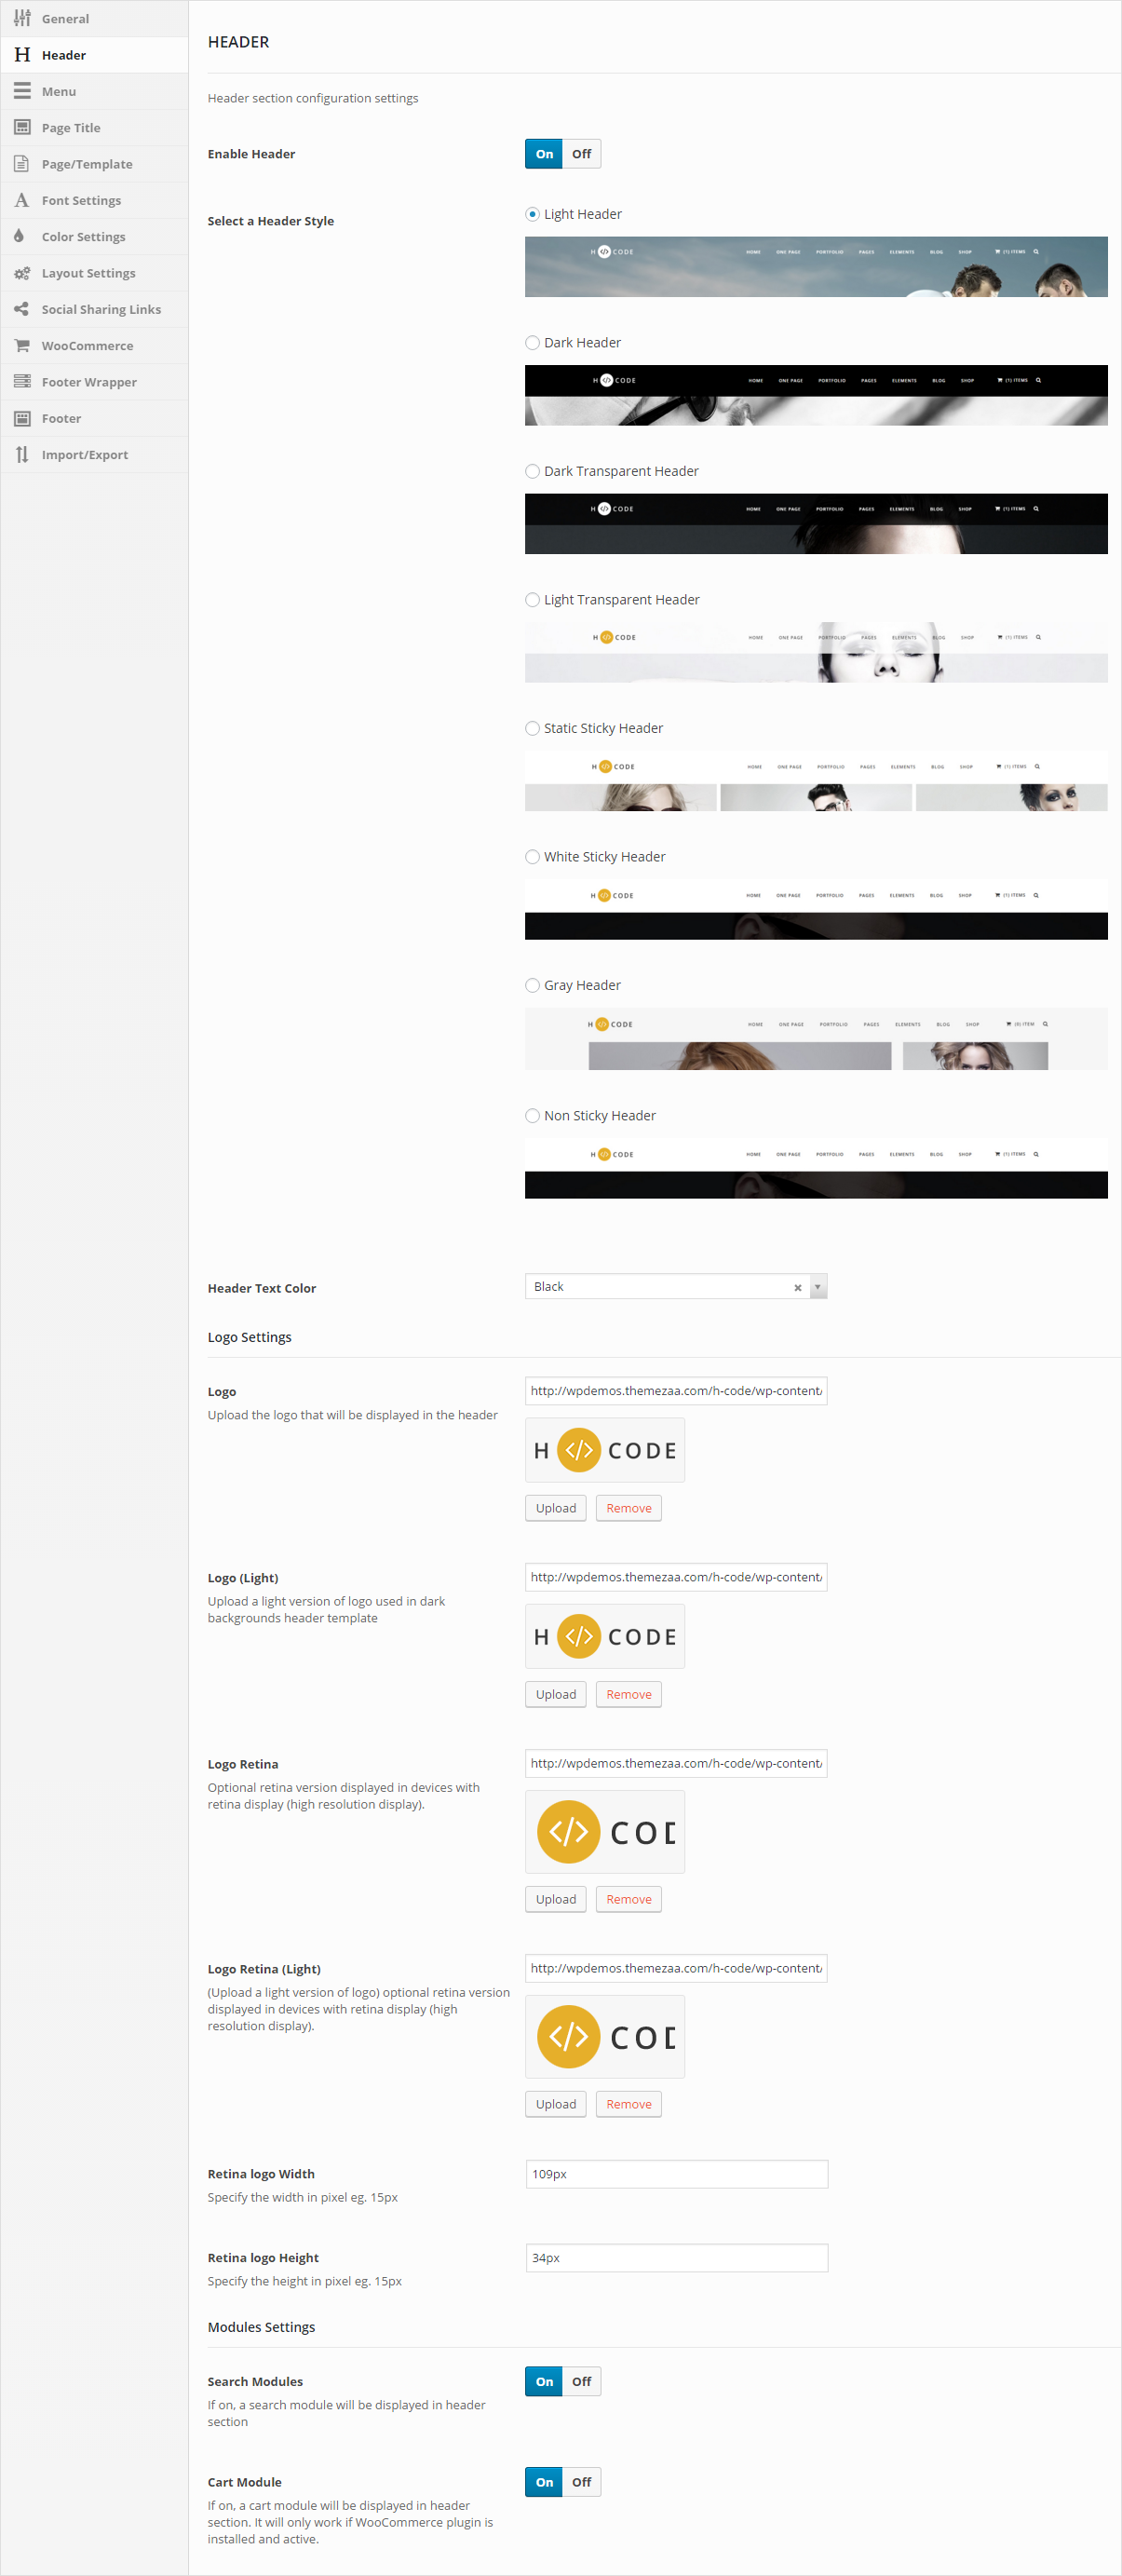 General
Header
Menu
Page Title
Page/Template
Font Settings
Color Settings
Layout Settings
Social Sharing Links
WooCommerce
Footer Wrapper
Footer
Import/Export
HEADER
Header section configuration settings
Enable Header
On Off
Select a Header Style
Light Header
H </> CODE HOME ONE PAGE PORTFOLIO PAGES ELEMENTS BLOG SHOP (1) ITEMS
Dark Header
H </> CODE HOME ONE PAGE PORTFOLIO PAGES ELEMENTS BLOG SHOP (1) ITEMS
Dark Transparent Header
H </> CODE HOME ONE PAGE PORTFOLIO PAGES ELEMENTS BLOG SHOP (1) ITEMS
Light Transparent Header
H </> CODE HOME ONE PAGE PORTFOLIO PAGES ELEMENTS BLOG SHOP (1) ITEMS
Static Sticky Header
H </> CODE HOME ONE PAGE PORTFOLIO PAGES ELEMENTS BLOG SHOP (1) ITEMS
White Sticky Header
H </> CODE HOME ONE PAGE PORTFOLIO PAGES ELEMENTS BLOG SHOP (1) ITEMS
Gray Header
H </> CODE HOME ONE PAGE PORTFOLIO PAGES ELEMENTS BLOG SHOP (0) ITEM
Non Sticky Header
H </> CODE HOME ONE PAGE PORTFOLIO PAGES ELEMENTS BLOG SHOP (1) ITEMS
Header Text Color
Black
Logo Settings
Logo
Upload the logo that will be displayed in the header
http://wpdemos.themezaa.com/h-code/wp-content/
H </> CODE
Upload Remove
Logo (Light)
Upload a light version of logo used in dark
backgrounds header template
http://wpdemos.themezaa.com/h-code/wp-content/
H </> CODE
Upload Remove
Logo Retina
Optional retina version displayed in devices with
retina display (high resolution display).
http://wpdemos.themezaa.com/h-code/wp-content/
</> COD
Upload Remove
Logo Retina (Light)
(Upload a light version of logo) optional retina version
displayed in devices with retina display (high
resolution display).
http://wpdemos.themezaa.com/h-code/wp-content/
</> COD
Upload Remove
Retina logo Width
Specify the width in pixel eg. 15px
109px
Retina logo Height
Specify the height in pixel eg. 15px
34px
Modules Settings
Search Modules
If on, a search module will be displayed in header
section
On Off
Cart Module
If on, a cart module will be displayed in header
section. It will only work if WooCommerce plugin is
installed and active.
On Off